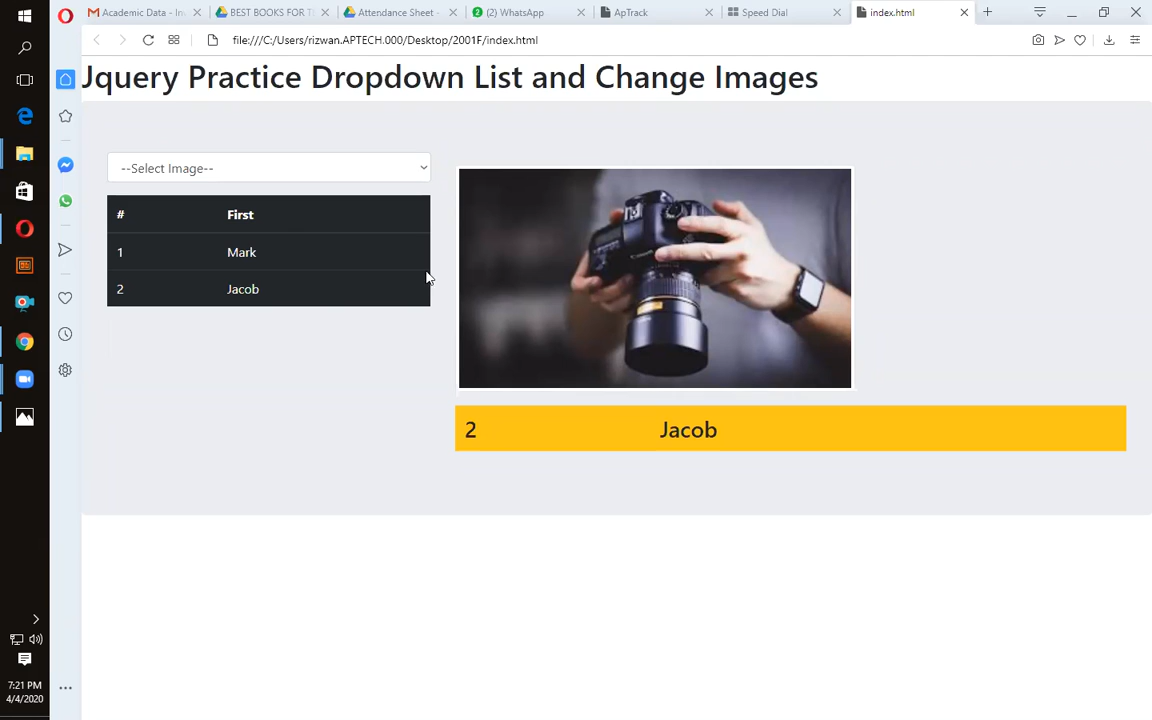 Academic Data - In
BEST BOOKS FOR T
Attendance Sheet -
(2) WhatsApp
ApTrack
Speed Dial
index.html
file:///C:/Users/rizwan.APTECH.000/Desktop/2001F/index.html
Jquery Practice Dropdown List and Change Images
--Select Image--
# First
1 Mark
2 Jacob
2 Jacob
7:21 PM
4/4/2020